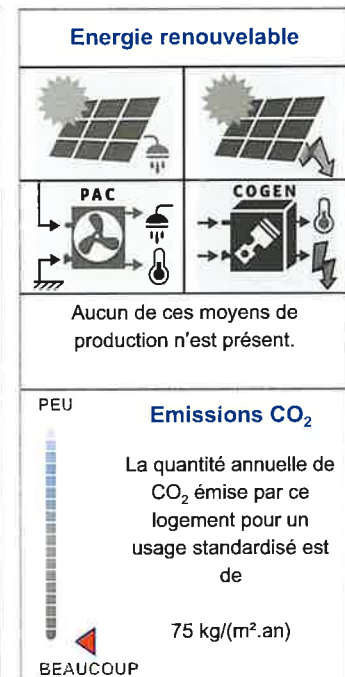 Energie renouvelable
PAC
COGEN
Aucun de ces moyens de
production n'est présent.
PEU
Emissions CO₂
La quantité annuelle de
CO₂ émise par ce
logement pour un
usage standardisé est
de
75 kg/(m².an)
BEAUCOUP